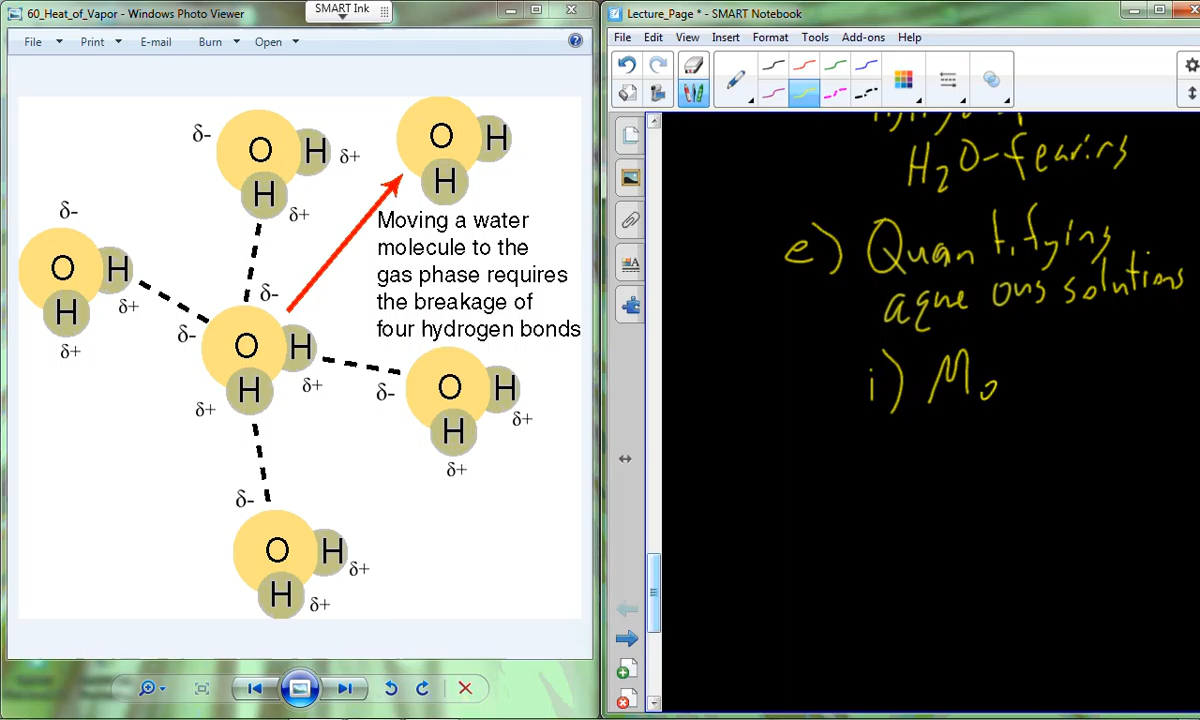 60_Heat_of_Vapor - Windows Photo Viewer
SMART Ink
File Print E-mail Burn Open
δ-
O H
δ+
H
δ+
O H
H
Moving a water
molecule to the
gas phase requires
the breakage of
four hydrogen bonds
δ-
O H
δ+
H
δ+
δ-
δ-
O H
δ+
H
δ+
δ-
O H
δ+
H
δ+
δ-
O H
δ+
H
δ+
Lecture_Page * - SMART Notebook
File Edit View Insert Format Tools Add-ons Help
H2O-fearing
e) Quantifying
aqueous solutions
i) Mo